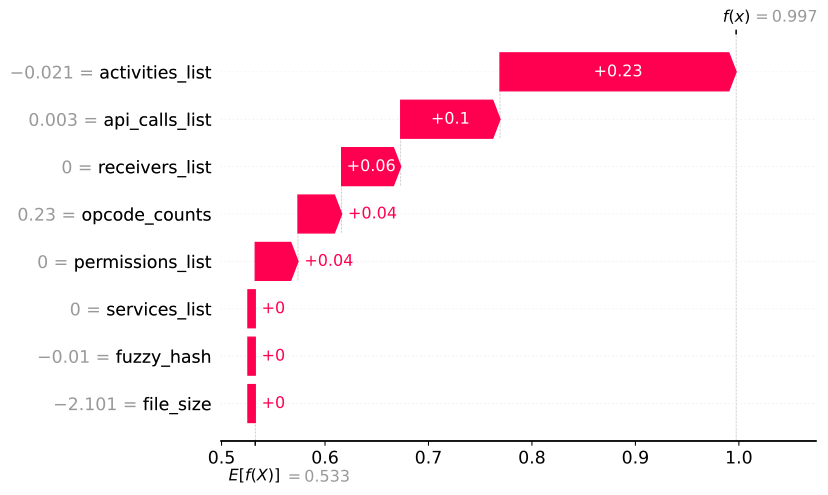 f(x) = 0.997
−0.021 = activities_list
+0.23
0.003 = api_calls_list
+0.1
0 = receivers_list
+0.06
0.23 = opcode_counts
+0.04
0 = permissions_list
+0.04
0 = services_list
+0
−0.01 = fuzzy_hash
+0
−2.101 = file_size
+0
0.5 0.6 0.7 0.8 0.9 1.0
E[f(X)] = 0.533